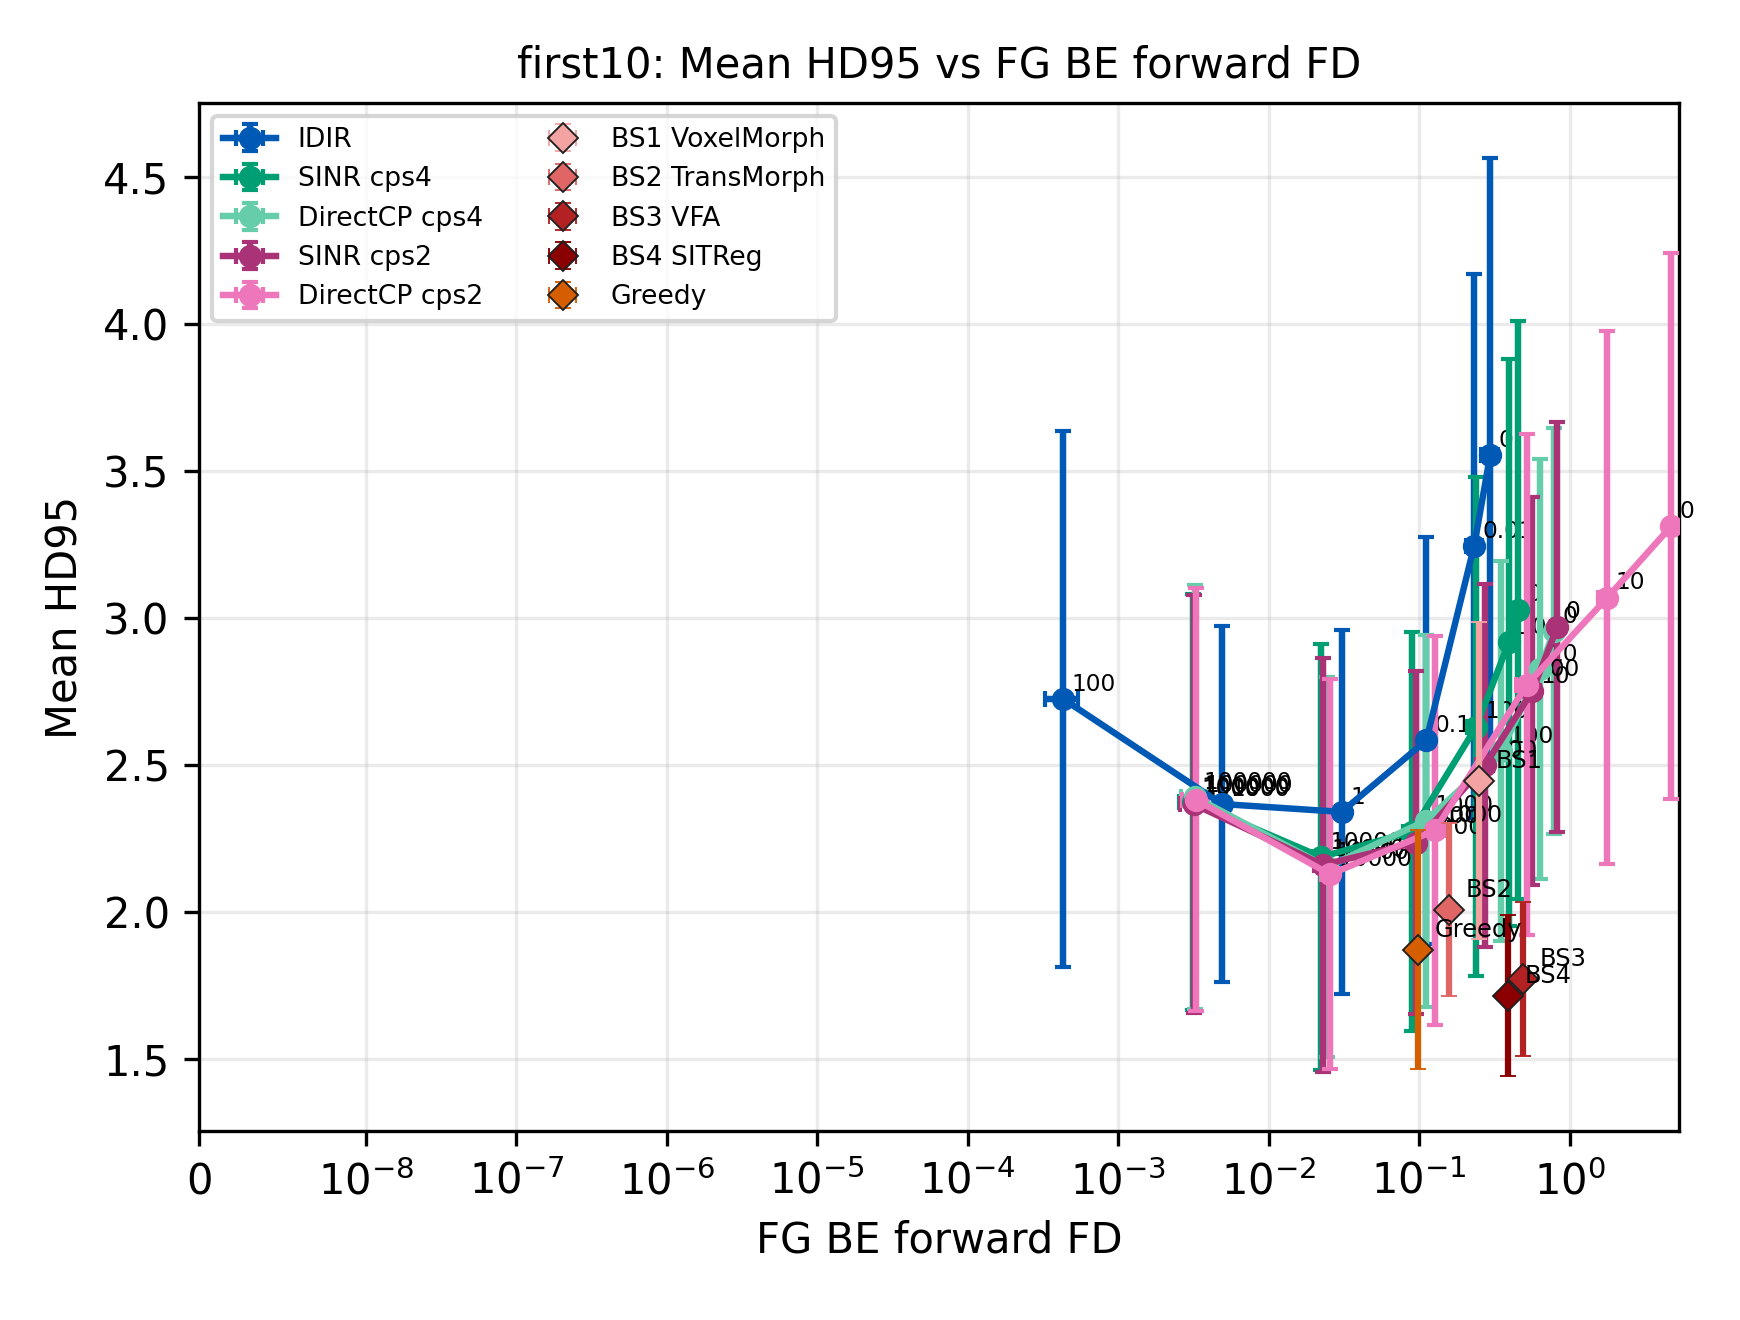 first10: Mean HD95 vs FG BE forward FD
Mean HD95
4.5
4.0
3.5
3.0
2.5
2.0
1.5
IDIR
SINR cps4
DirectCP cps4
SINR cps2
DirectCP cps2
BS1 VoxelMorph
BS2 TransMorph
BS3 VFA
BS4 SITReg
Greedy
0
10
0
0
100
0.1
BS1
1
BS2
Greedy
BS3
BS4
0
10⁻⁸
10⁻⁷
10⁻⁶
10⁻⁵
10⁻⁴
10⁻³
10⁻²
10⁻¹
10⁰
FG BE forward FD